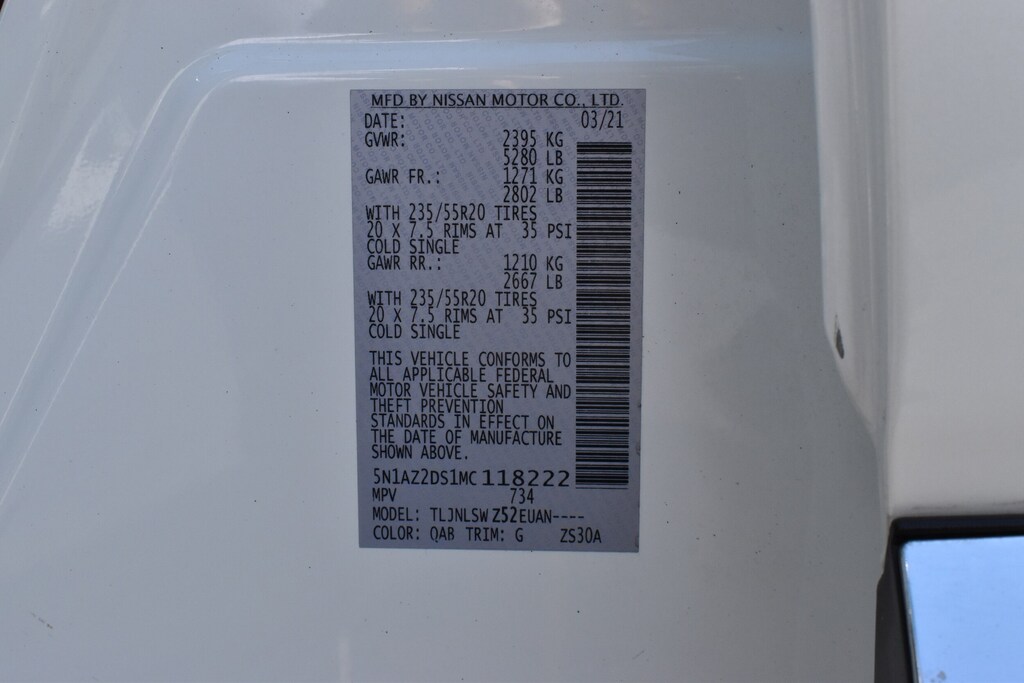 MFD BY NISSAN MOTOR CO., LTD.
DATE: 03/21
GVWR: 2395 KG
5280 LB
GAWR FR.: 1271 KG
2802 LB
WITH 235/55R20 TIRES
20 X 7.5 RIMS AT 35 PSI
COLD SINGLE
GAWR RR.: 1210 KG
2667 LB
WITH 235/55R20 TIRES
20 X 7.5 RIMS AT 35 PSI
COLD SINGLE
THIS VEHICLE CONFORMS TO
ALL APPLICABLE FEDERAL
MOTOR VEHICLE SAFETY AND
THEFT PREVENTION
STANDARDS IN EFFECT ON
THE DATE OF MANUFACTURE
SHOWN ABOVE.
5N1AZ2DS1MC118222
MPV 734
MODEL: TLJNLSW Z52EUAN----
COLOR: QAB TRIM: G ZS30A